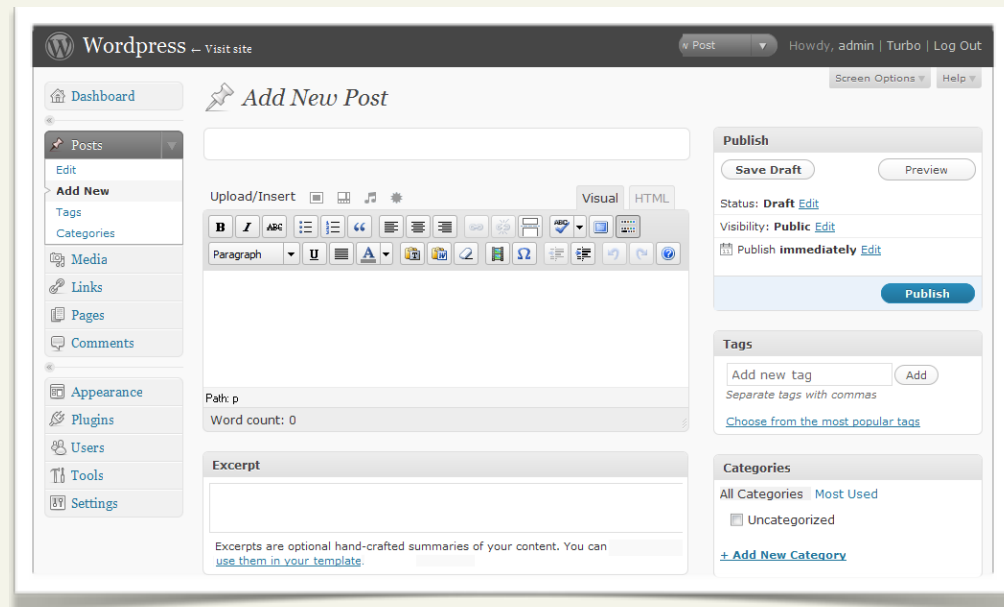 Wordpress ← Visit site
Post
Howdy, admin | Turbo | Log Out
Screen Options
Help
Dashboard
Posts
Edit
Add New
Tags
Categories
Media
Links
Pages
Comments
Appearance
Plugins
Users
Tools
Settings
Add New Post
Upload/Insert
Visual
HTML
B I ABC
ABC
Paragraph
U
A
Ω
Path: p
Word count: 0
Excerpt
Excerpts are optional hand-crafted summaries of your content. You can
use them in your template.
Publish
Save Draft
Preview
Status: Draft Edit
Visibility: Public Edit
Publish immediately Edit
Publish
Tags
Add new tag
Add
Separate tags with commas
Choose from the most popular tags
Categories
All Categories Most Used
Uncategorized
+ Add New Category